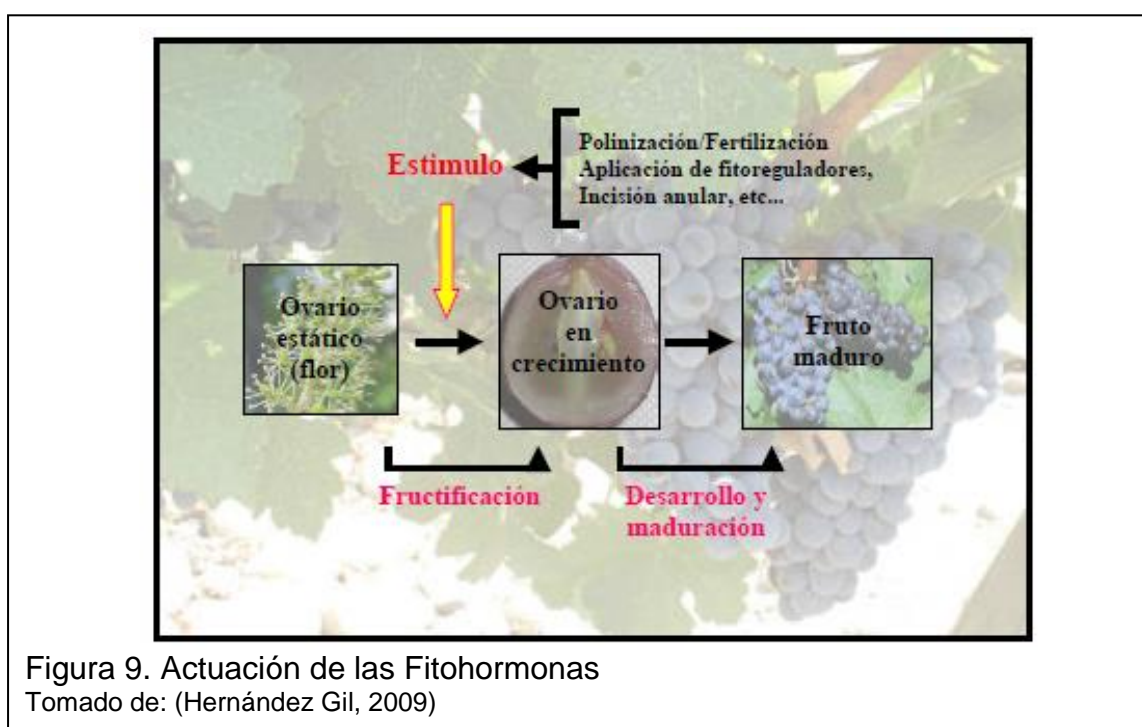 Polinización/Fertilización
Aplicación de fitoreguladores,
Incisión anular, etc...
Estimulo
Ovario
estático
(flor)
Ovario
en
crecimiento
Fruto
maduro
Fructificación
Desarrollo y
maduración
Figura 9. Actuación de las Fitohormonas
Tomado de: (Hernández Gil, 2009)